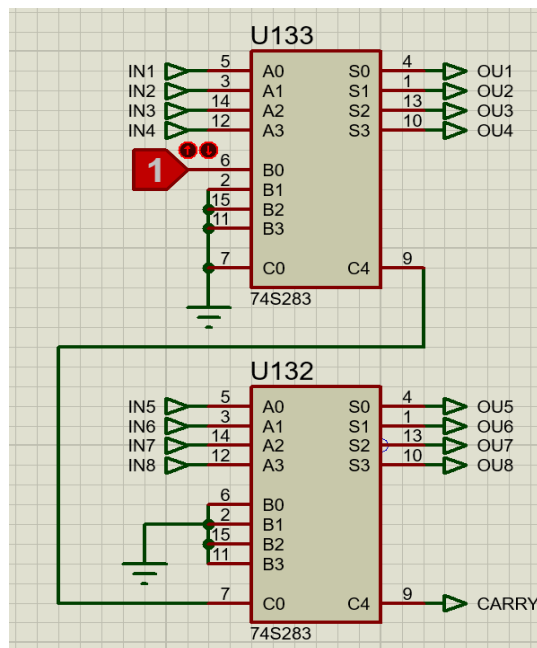 U133
IN1 5 A0 S0 4 OU1
IN2 3 A1 S1 1 OU2
IN3 14 A2 S2 13 OU3
IN4 12 A3 S3 10 OU4
1 6 B0
2 B1
15 B2
11 B3
7 C0 C4 9
74S283
U132
IN5 5 A0 S0 4 OU5
IN6 3 A1 S1 1 OU6
IN7 14 A2 S2 13 OU7
IN8 12 A3 S3 10 OU8
6 B0
2 B1
15 B2
11 B3
7 C0 C4 9 CARRY
74S283